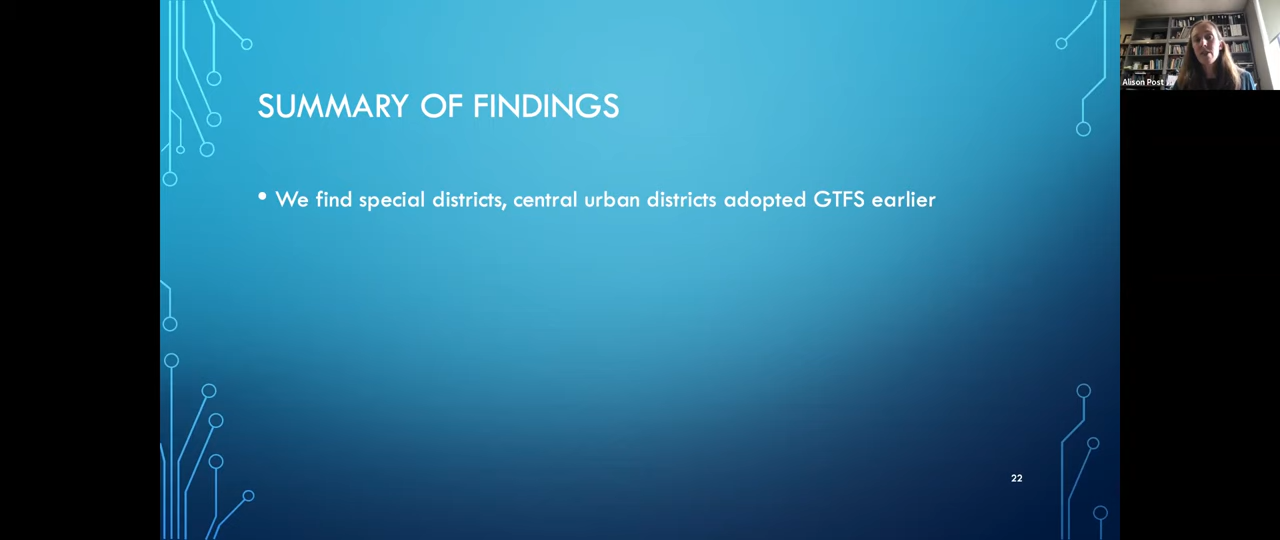 Alison Post
SUMMARY OF FINDINGS
• We find special districts, central urban districts adopted GTFS earlier
22